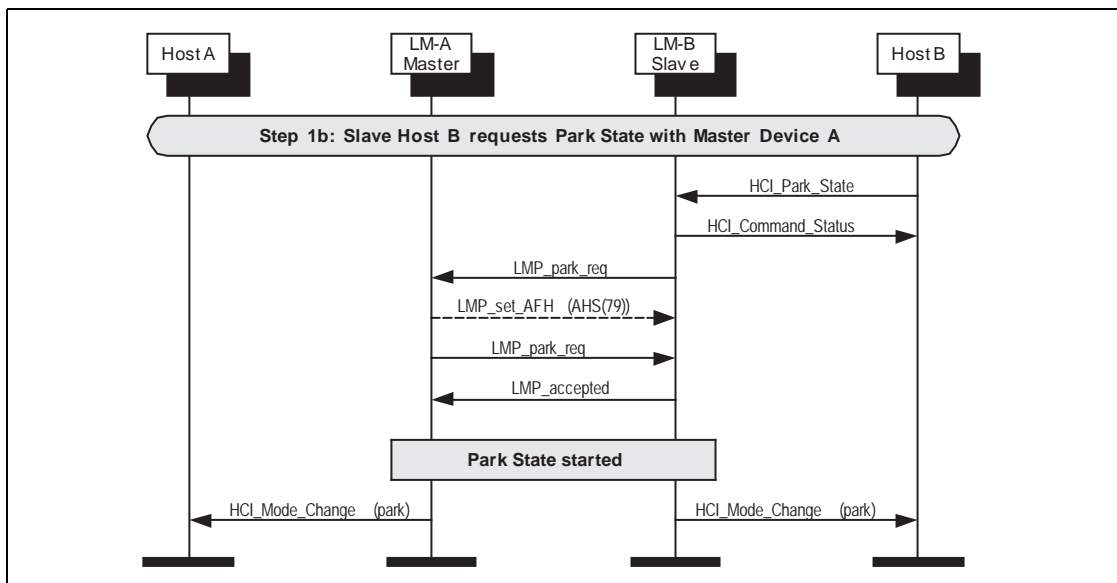 Host A
LM-A
Master
LM-B
Slave
Host B
Step 1b: Slave Host B requests Park State with Master Device A
HCI_Park_State
HCI_Command_Status
LMP_park_req
LMP_set_AFH (AHS(79))
LMP_park_req
LMP_accepted
Park State started
HCI_Mode_Change (park)
HCI_Mode_Change (park)